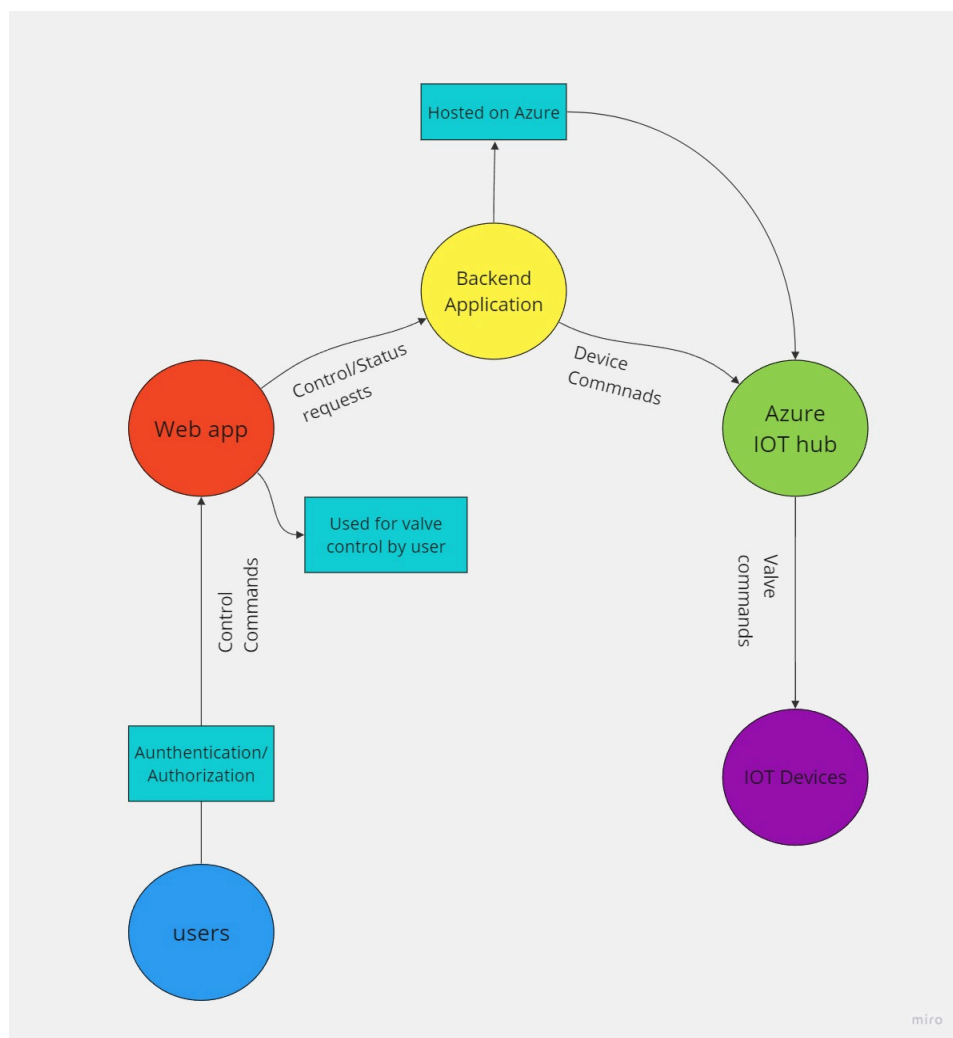 Hosted on Azure
Backend
Application
Control/Status
requests
Device
Commnads
Web app
Azure
IOT hub
Used for valve
control by user
Control
Commands
Valve
commands
Aunthentication/
Authorization
IOT Devices
users
miro